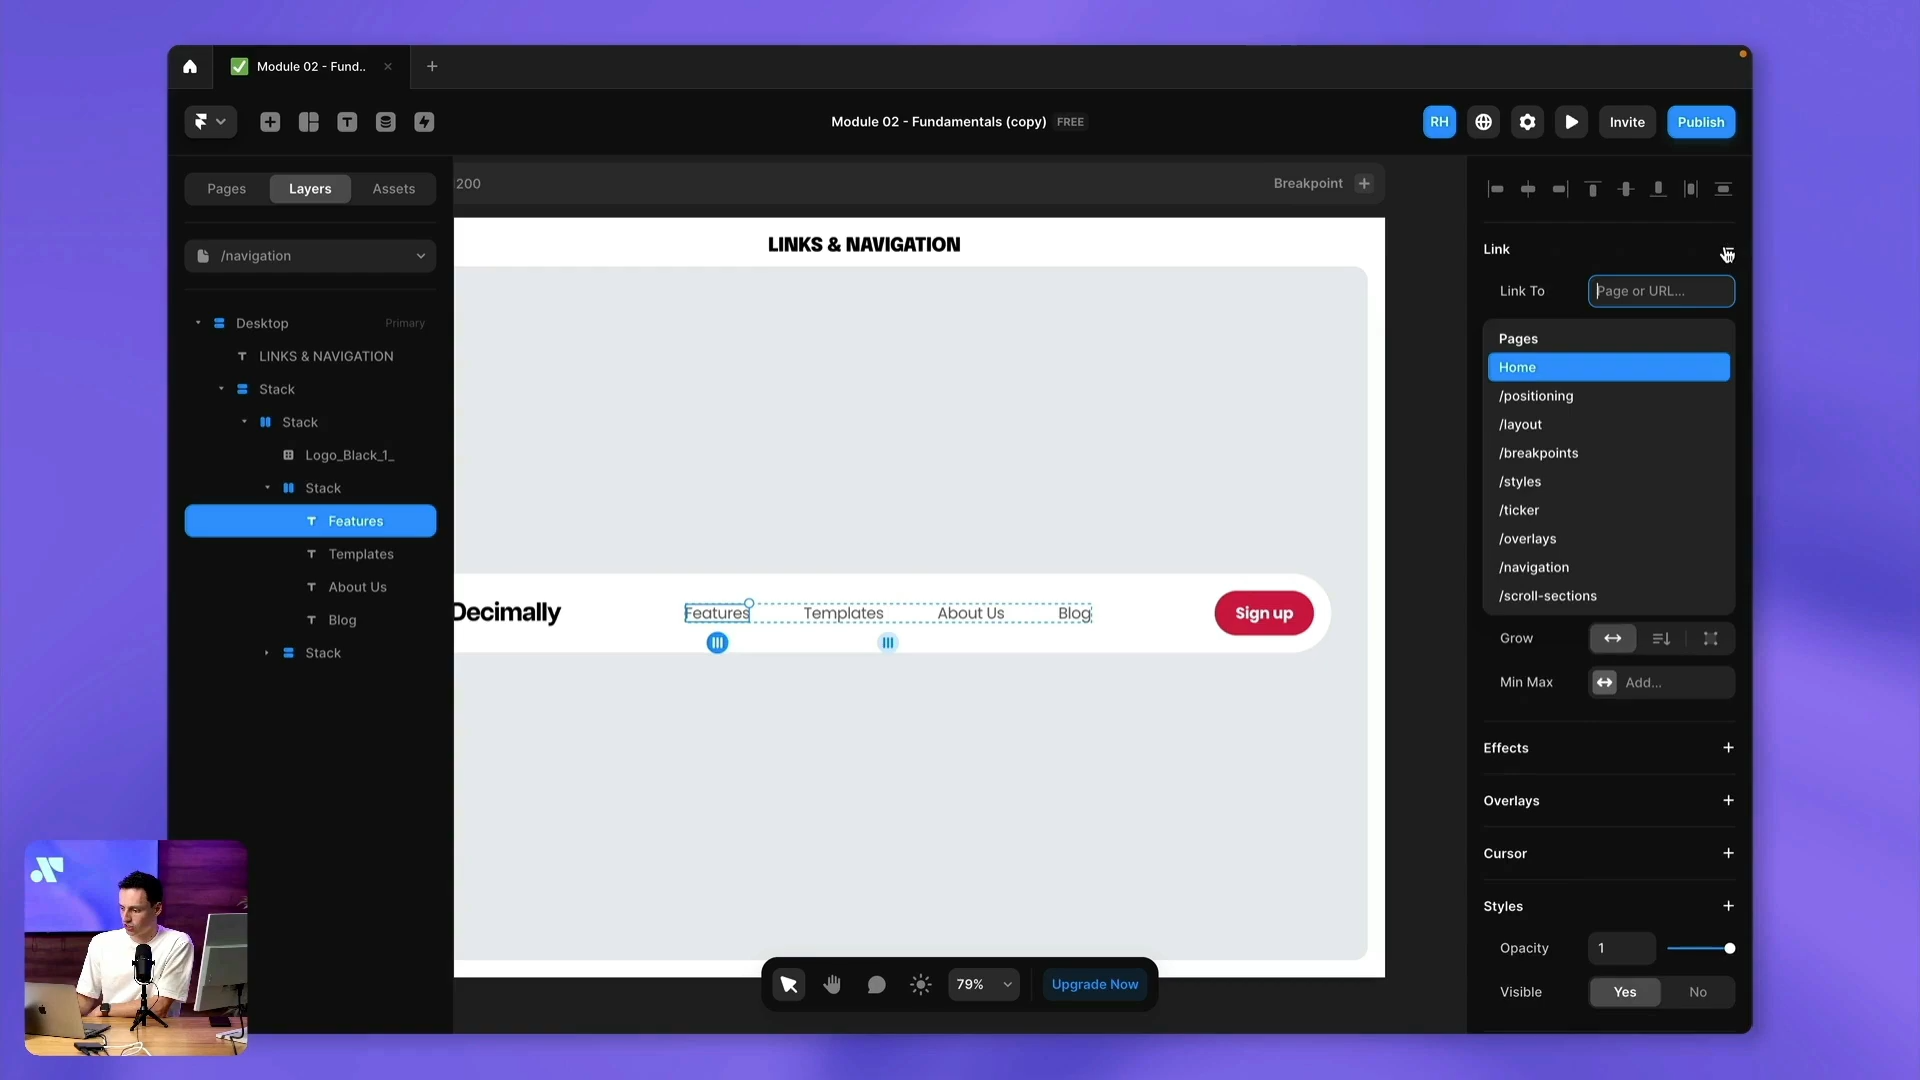 Module 02 - Fund..
Module 02 - Fundamentals (copy) FREE
RH
Invite
Publish
Pages
Layers
Assets
200
Breakpoint
/navigation
LINKS & NAVIGATION
Link
Link To
Page or URL...
Desktop
Primary
LINKS & NAVIGATION
Stack
Stack
Logo_Black_1_
Stack
Features
Templates
About Us
Blog
Stack
Pages
Home
/positioning
/layout
/breakpoints
/styles
/ticker
/overlays
/navigation
/scroll-sections
Decimally
Features
Templates
About Us
Blog
Sign up
Grow
Min Max
Add...
Effects
Overlays
Cursor
Styles
Opacity
1
Visible
Yes
No
79%
Upgrade Now